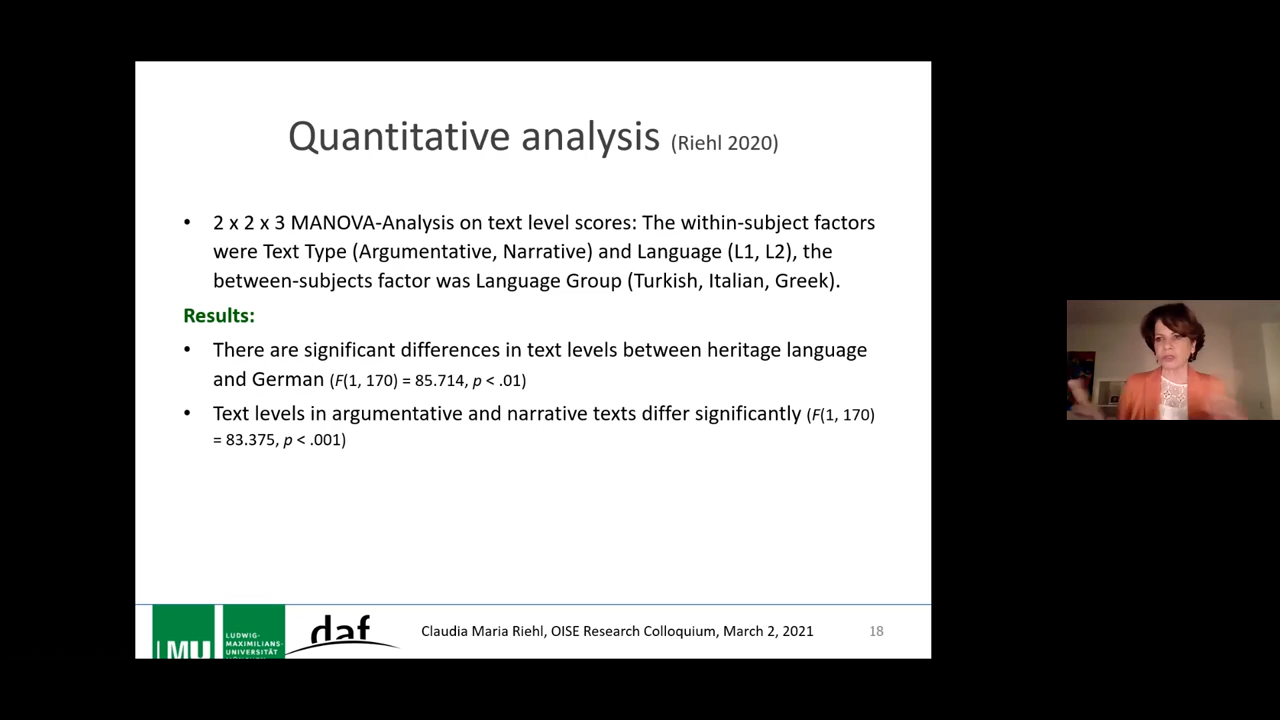 Quantitative analysis (Riehl 2020)
• 2 x 2 x 3 MANOVA-Analysis on text level scores: The within-subject factors
were Text Type (Argumentative, Narrative) and Language (L1, L2), the
between-subjects factor was Language Group (Turkish, Italian, Greek).
Results:
• There are significant differences in text levels between heritage language
and German (F(1, 170) = 85.714, p < .01)
• Text levels in argumentative and narrative texts differ significantly (F(1, 170)
= 83.375, p < .001)
LMU
LUDWIG-
MAXIMILIANS-
UNIVERSITÄT
MÜNCHEN
daf
Claudia Maria Riehl, OISE Research Colloquium, March 2, 2021
18